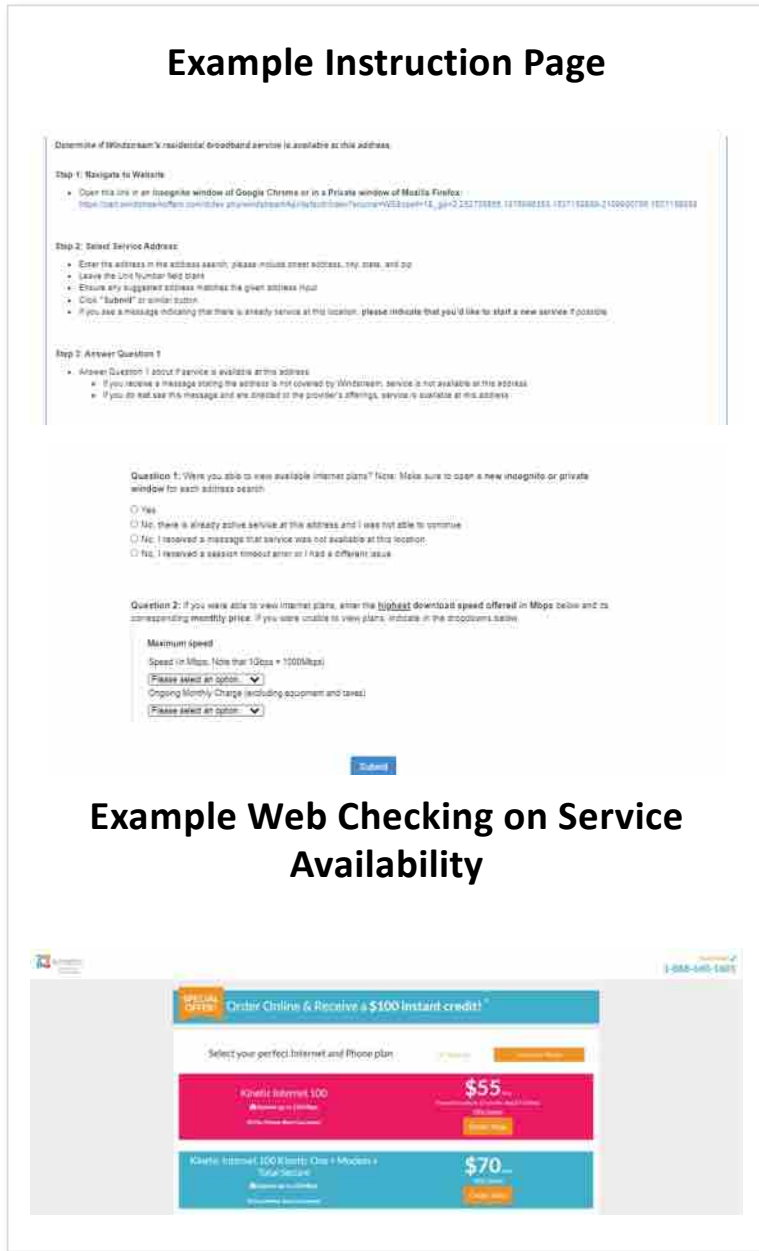 Example Instruction Page
Determine if Windstream's residential broadband service is available at this address.
Step 1: Navigate to Website
Open this link in an incognito window of Google Chrome or in a Private window of Mozilla Firefox:
Step 2: Select Service Address
Enter the address in the address search, please include street address, city, state, and zip
Leave the Unit Number field blank
Ensure any suggested address matches the given address input
Click "Submit" or similar button
If you see a message indicating that there is already service at this location, please indicate that you'd like to start a new service if possible
Step 3: Answer Question 1
Answer Question 1 about if service is available at this address
If you receive a message stating the address is not covered by Windstream, service is not available at this address
If you do not see this message and are directed to the provider's offerings, service is available at this address
Question 1: Were you able to view available internet plans? Note: Make sure to open a new incognito or private
window for each address search
Yes
No, there is already active service at this address and I was not able to continue
No, I received a message that service was not available at this location
No, I received a session timeout error or I had a different issue
Question 2: If you were able to view internet plans, enter the highest download speed offered in Mbps below and its
corresponding monthly price. If you were unable to view plans, indicate in the dropdowns below.
Maximum speed
Speed (in Mbps. Note that 1Gbps = 1000Mbps)
Please select an option
Ongoing Monthly Charge (excluding equipment and taxes)
Please select an option
Submit
Example Web Checking on Service
Availability
SPECIAL
OFFER!
Order Online & Receive a $100 instant credit!*
Select your perfect Internet and Phone plan
Kinetic Internet 100
$55
Order Now
Kinetic Internet 100 Kinetic One + Modem +
Total Secure
$70
Order Now